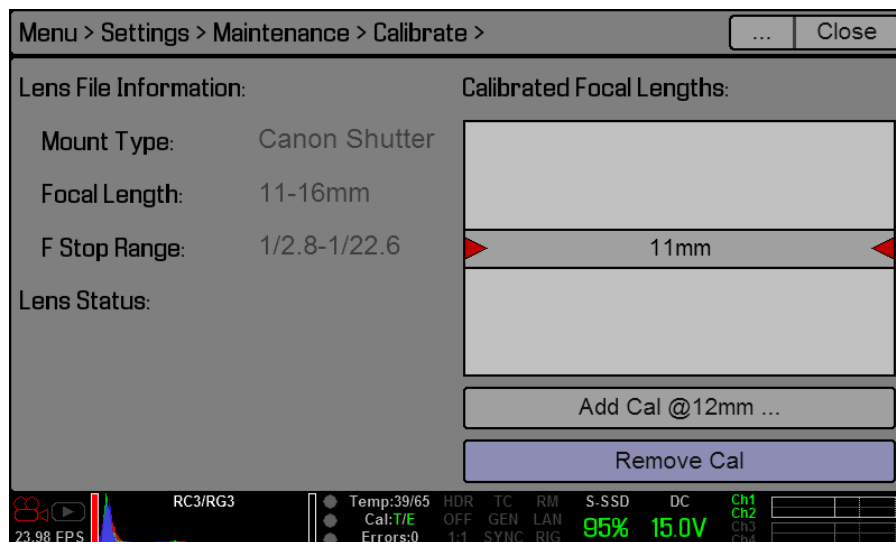 Menu > Settings > Maintenance > Calibrate >
...
Close
Lens File Information:
Calibrated Focal Lengths:
Mount Type:
Canon Shutter
Focal Length:
11-16mm
F Stop Range:
1/2.8-1/22.6
11mm
Lens Status:
Add Cal @12mm ...
Remove Cal
RC3/RG3
Temp:39/65
HDR TC RM
S-SSD
DC
Ch1
Cal:T/E
OFF GEN LAN
95%
15.0V
Ch2
Ch3
23.98 FPS
Errors:0
1:1 SYNC RIG
Ch4